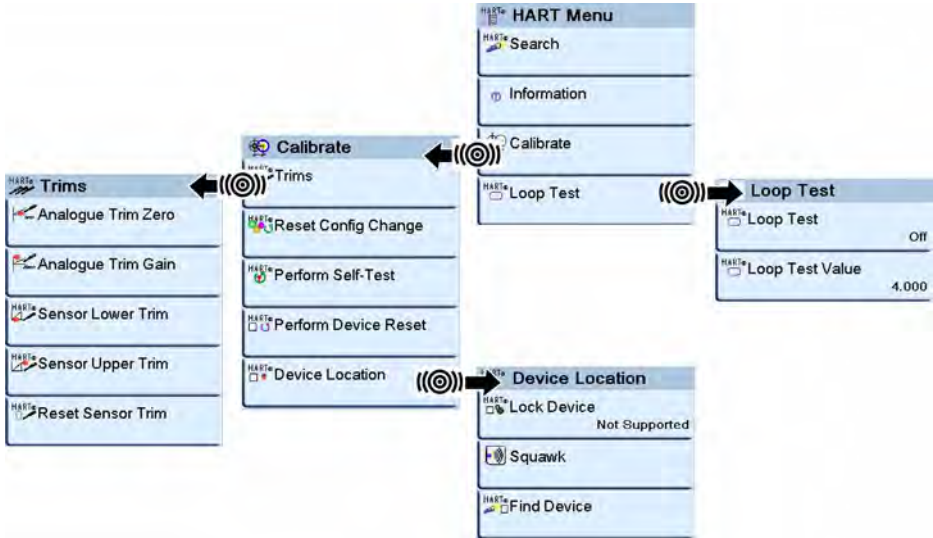 HART Menu
Search
Information
Calibrate
Loop Test
Calibrate
Trims
Reset Config Change
Perform Self-Test
Perform Device Reset
Device Location
Trims
Analogue Trim Zero
Analogue Trim Gain
Sensor Lower Trim
Sensor Upper Trim
Reset Sensor Trim
Loop Test
Loop Test
Off
Loop Test Value
4.000
Device Location
Lock Device
Not Supported
Squawk
Find Device